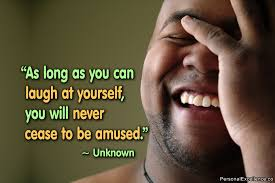 “As long as you can
laugh at yourself,
you will never
cease to be amused.”
~ Unknown
PersonalExcellence.co